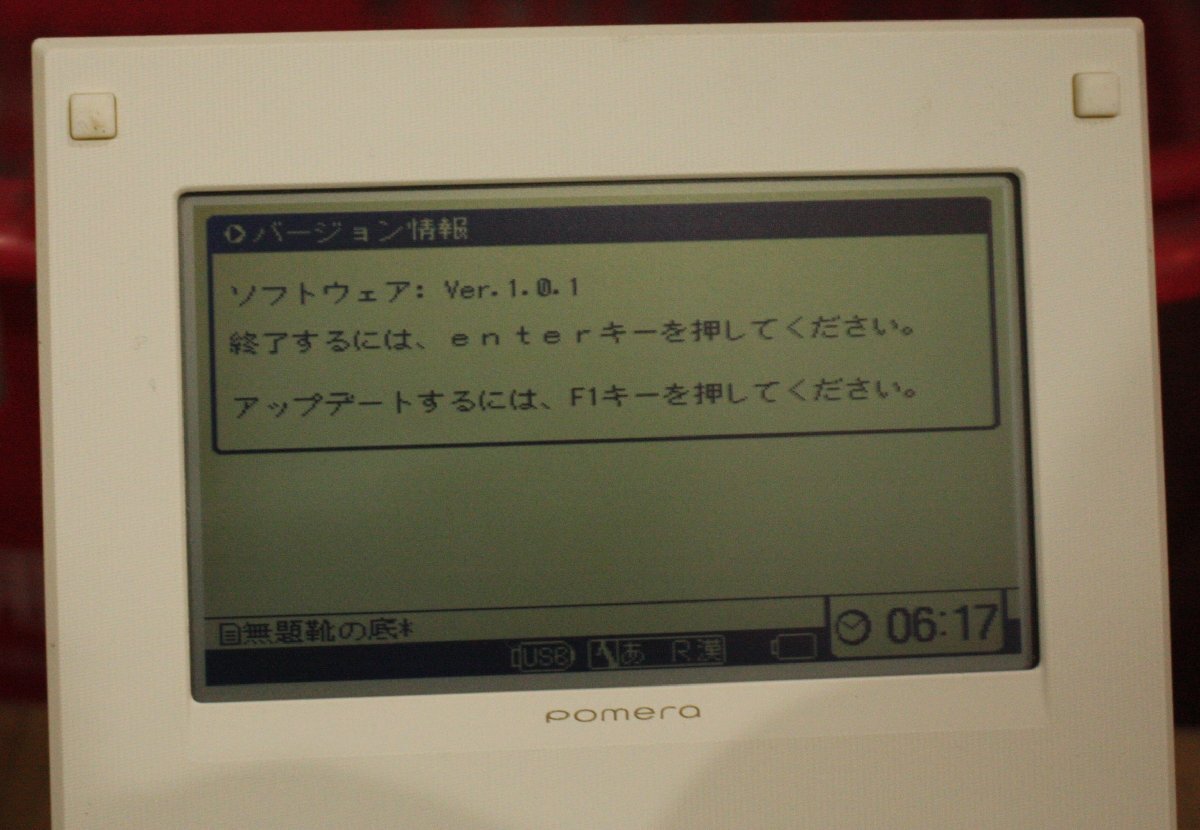 バージョン情報
ソフトウェア: Ver.1.0.1
終了するには、ｅｎｔｅｒキーを押してください。
アップデートするには、F1キーを押してください。
無題靴の底*
USB あ R漢
06:17
pomera